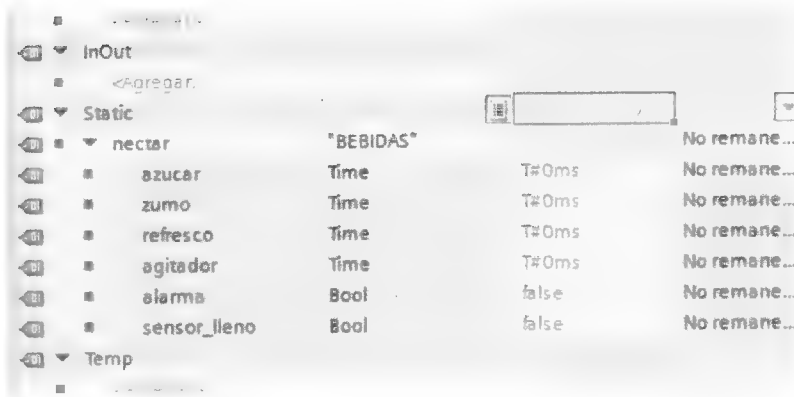 InOut
<Agregar.
Static
nectar "BEBIDAS" No remane...
azucar Time T#0ms No remane...
zumo Time T#0ms No remane...
refresco Time T#0ms No remane...
agitador Time T#0ms No remane...
alarma Bool false No remane...
sensor_lleno Bool false No remane...
Temp